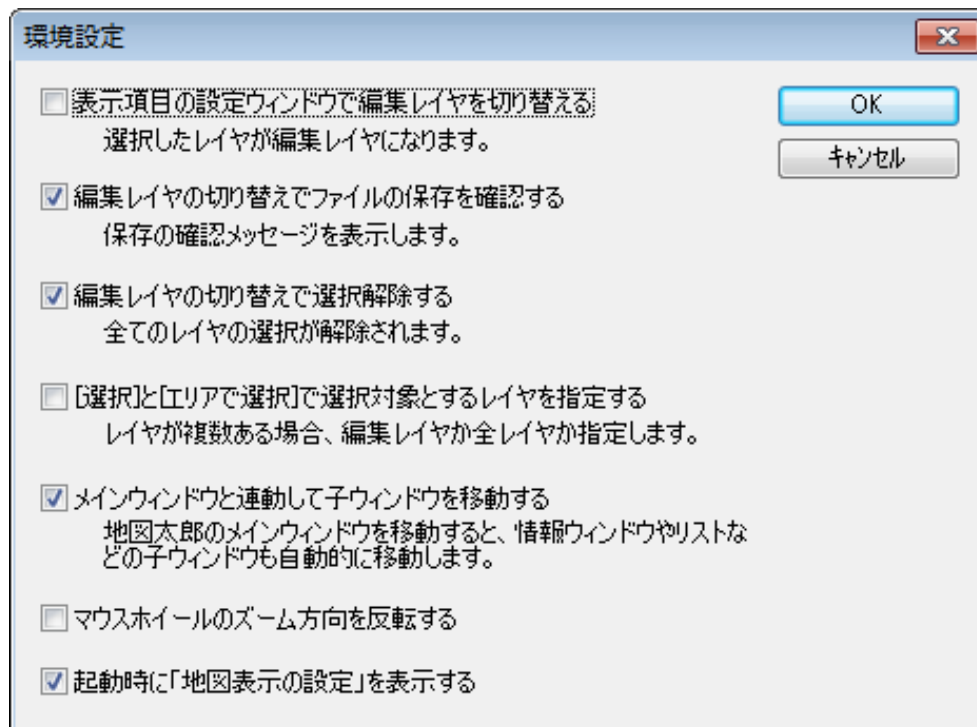 環境設定
表示項目の設定ウィンドウで編集レイヤを切り替える
OK
選択したレイヤが編集レイヤになります。
キャンセル
編集レイヤの切り替えでファイルの保存を確認する
保存の確認メッセージを表示します。
編集レイヤの切り替えで選択解除する
全てのレイヤの選択が解除されます。
[選択]と[エリアで選択]で選択対象とするレイヤを指定する
レイヤが複数ある場合、編集レイヤか全レイヤか指定します。
メインウィンドウと連動して子ウィンドウを移動する
地図太郎のメインウィンドウを移動すると、情報ウィンドウやリストな
どの子ウィンドウも自動的に移動します。
マウスホイールのズーム方向を反転する
起動時に「地図表示の設定」を表示する